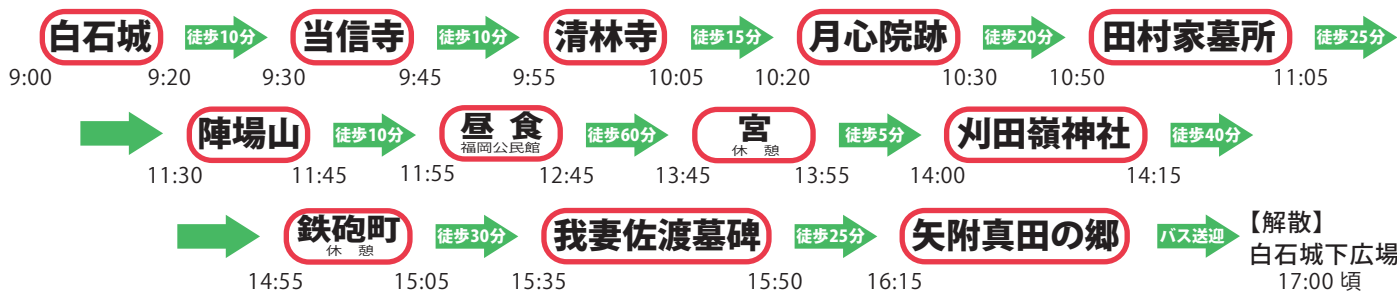 白石城 徒歩10分 当信寺 徒歩10分 清林寺 徒歩15分 月心院跡 徒歩20分 田村家墓所 徒歩25分
9:00 9:20 9:30 9:45 9:55 10:05 10:20 10:30 10:50 11:05
陣場山 徒歩10分 昼 食 徒歩60分 宮 徒歩5分 刈田嶺神社 徒歩40分
福岡公民館 休 憩
11:30 11:45 11:55 12:45 13:45 13:55 14:00 14:15
鉄砲町 徒歩30分 我妻佐渡墓碑 徒歩25分 矢附真田の郷 バス送迎 【解散】
休 憩 白石城下広場
14:55 15:05 15:35 15:50 16:15 17:00 頃